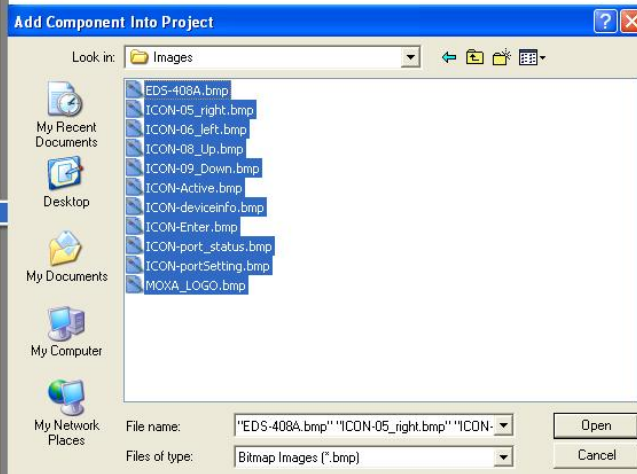 Add Component Into Project
Look in:
Images
EDS-408A.bmp
ICON-05_right.bmp
ICON-06_left.bmp
ICON-08_Up.bmp
ICON-09_Down.bmp
ICON-Active.bmp
ICON-deviceinfo.bmp
ICON-Enter.bmp
ICON-port_status.bmp
ICON-portSetting.bmp
MOXA_LOGO.bmp
My Recent
Documents
Desktop
My Documents
My Computer
My Network
Places
File name:
"EDS-408A.bmp" "ICON-05_right.bmp" "ICON-
Open
Files of type:
Bitmap Images (*.bmp)
Cancel